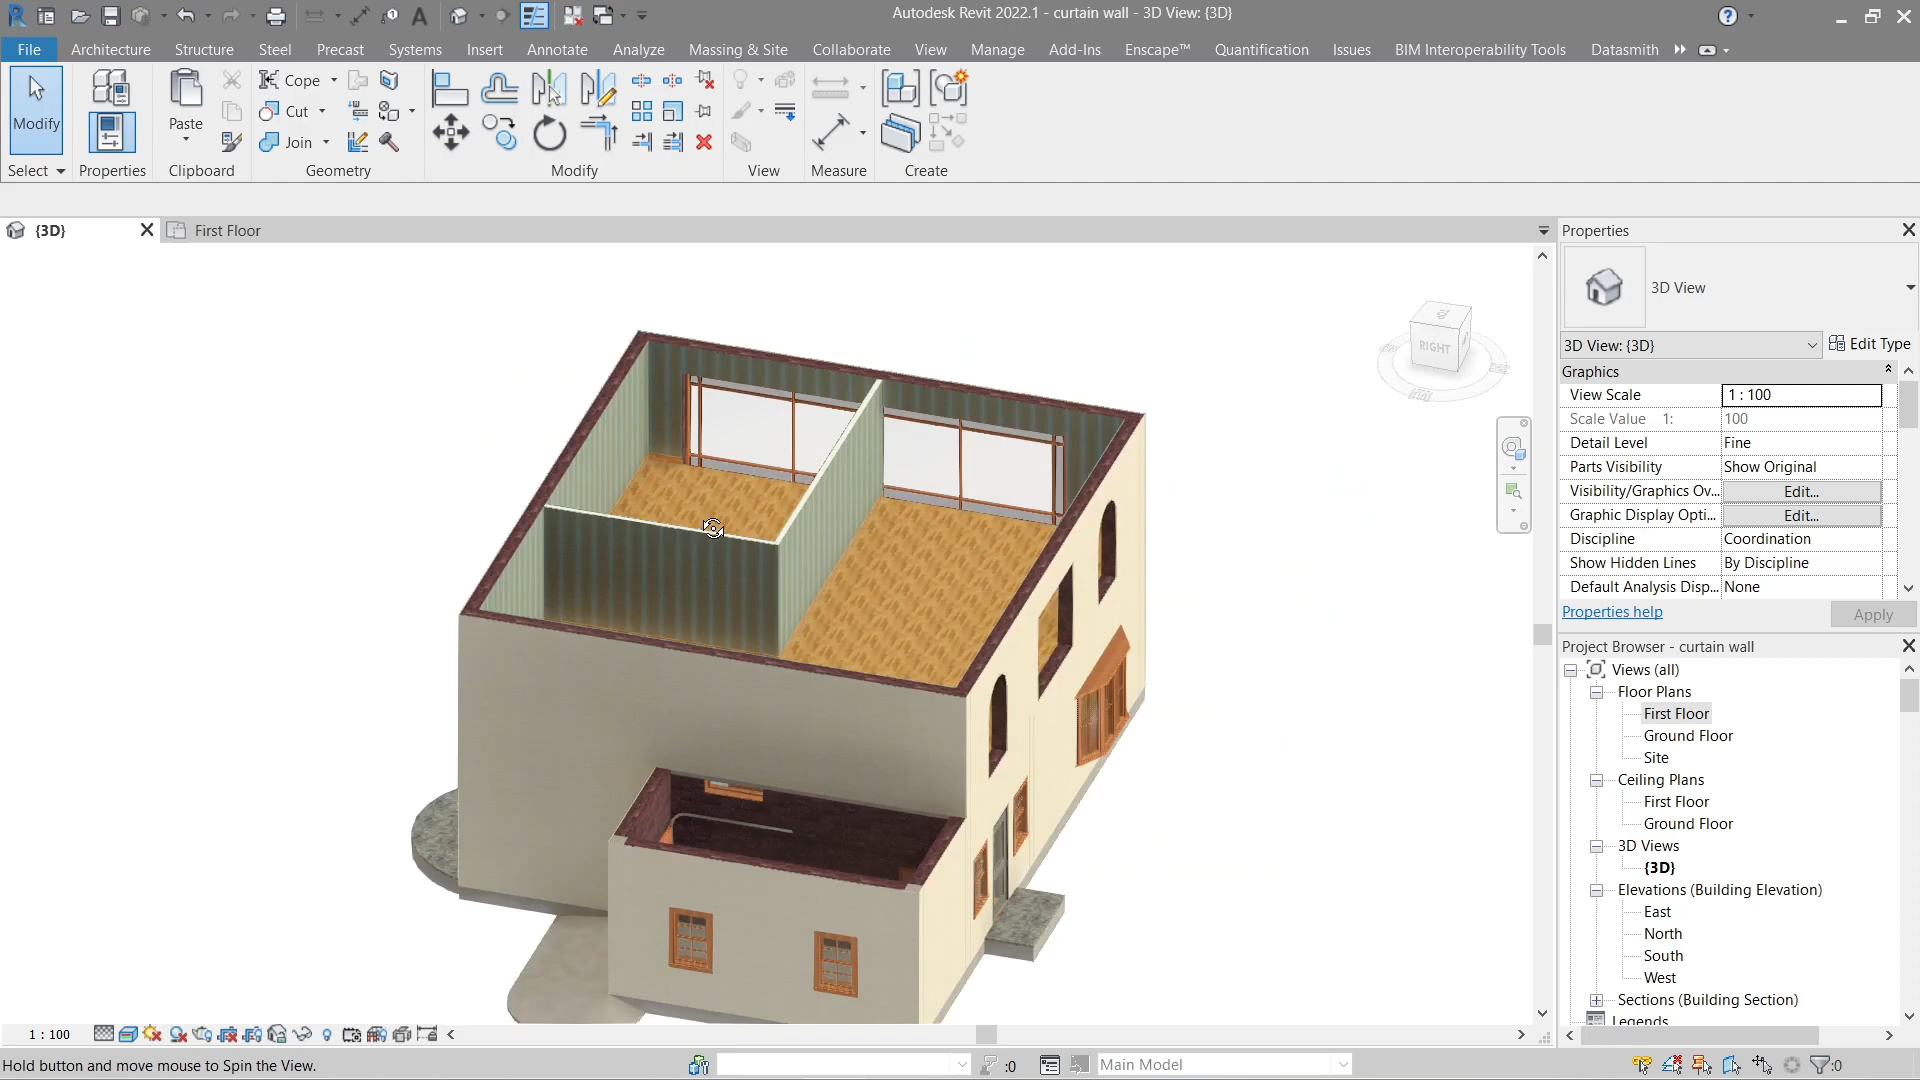 Autodesk Revit 2022.1 - curtain wall - 3D View: {3D}
File Architecture Structure Steel Precast Systems Insert Annotate Analyze Massing & Site Collaborate View Manage Add-Ins Enscape™ Quantification Issues BIM Interoperability Tools Datasmith
Modify
Paste
Cope
Cut
Join
Select Properties Clipboard Geometry Modify View Measure Create
{3D}
First Floor
RIGHT
Properties
3D View
3D View: {3D}
Edit Type
Graphics
View Scale 1 : 100
Scale Value 1: 100
Detail Level Fine
Parts Visibility Show Original
Visibility/Graphics Ov... Edit...
Graphic Display Opti... Edit...
Discipline Coordination
Show Hidden Lines By Discipline
Default Analysis Disp... None
Properties help
Apply
Project Browser - curtain wall
Views (all)
Floor Plans
First Floor
Ground Floor
Site
Ceiling Plans
First Floor
Ground Floor
3D Views
{3D}
Elevations (Building Elevation)
East
North
South
West
Sections (Building Section)
Legends
1 : 100
Hold button and move mouse to Spin the View.
:0
Main Model
:0